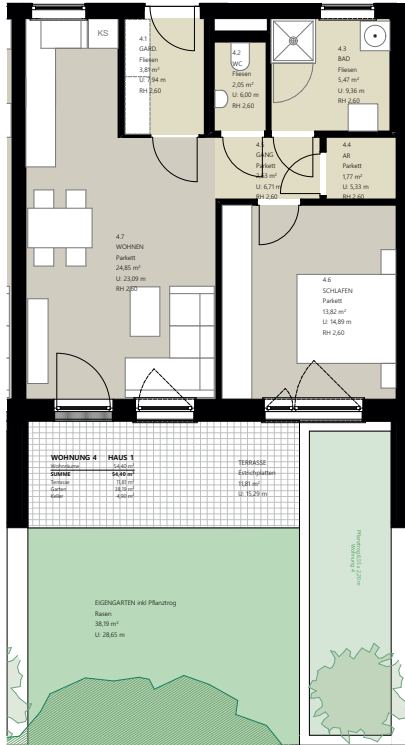 KS
4.1
GARD.
Fliesen
3,81 m²
U: 7,94 m
RH 2,60
4.2
WC
Fliesen
2,05 m²
U: 6,00 m
RH 2,60
4.3
BAD
Fliesen
5,47 m²
U: 9,36 m
RH 2,60
4.5
GANG
Parkett
2,63 m²
U: 6,71 m
RH 2,60
4.4
AR
Parkett
1,77 m²
U: 5,33 m
RH 2,60
4.7
WOHNEN
Parkett
24,85 m²
U: 23,09 m
RH 2,60
4.6
SCHLAFEN
Parkett
13,82 m²
U: 14,89 m
RH 2,60
WOHNUNG 4 HAUS 1
Wohnräume 54,40 m²
SUMME 54,40 m²
Terrasse 11,81 m²
Garten 38,19 m²
Keller 4,90 m²
TERRASSE
Estrichplatten
11,81 m²
U: 15,29 m
Wohnung 4
EIGENGARTEN inkl Pflanztrog
Rasen
38,19 m²
U: 28,65 m